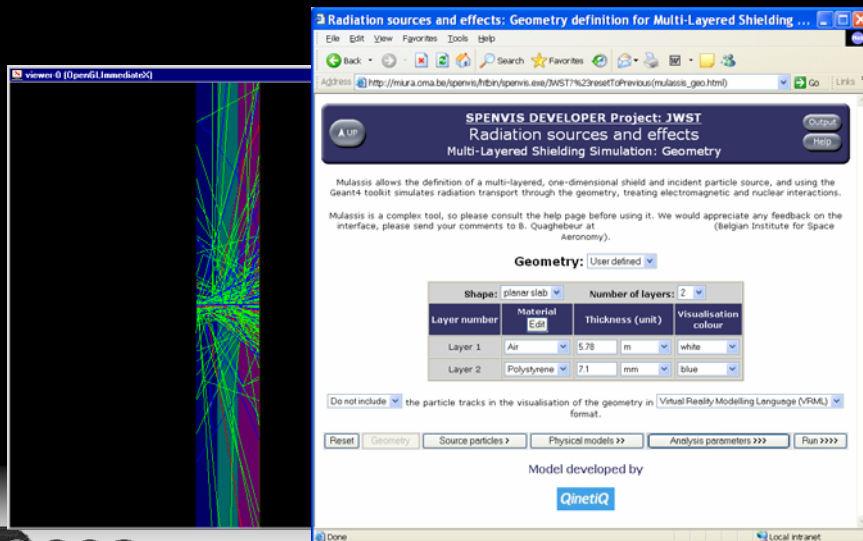 viewer-0 (OpenGLImmediateX)
Radiation sources and effects: Geometry definition for Multi-Layered Shielding ...
File Edit View Favorites Tools Help
Back Search Favorites
Address http://miura.oma.be/spenvis/htbin/spenvis.exe/JWST?%23resetToPrevious(mulassis_geo.html) Go Links
UP
SPENVIS DEVELOPER Project: JWST
Radiation sources and effects
Multi-Layered Shielding Simulation: Geometry
Output
Help
Mulassis allows the definition of a multi-layered, one-dimensional shield and incident particle source, and using the
Geant4 toolkit simulates radiation transport through the geometry, treating electromagnetic and nuclear interactions.
Mulassis is a complex tool, so please consult the help page before using it. We would appreciate any feedback on the
interface, please send your comments to B. Quaghebeur at (Belgian Institute for Space
Aeronomy).
Geometry: User defined
Shape: planar slab Number of layers: 2
Layer number Material Edit Thickness (unit) Visualisation colour
Layer 1 Air 5.78 m white
Layer 2 Polystyrene 7.1 mm blue
Do not include the particle tracks in the visualisation of the geometry in Virtual Reality Modelling Language (VRML)
format.
Reset Geometry Source particles > Physical models >> Analysis parameters >>> Run >>>>
Model developed by
QinetiQ
Done Local intranet